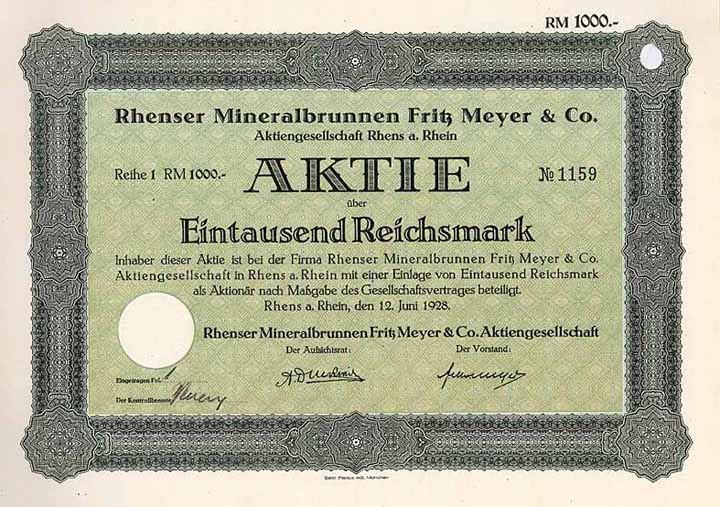 RM 1000.-
Rhenser Mineralbrunnen Fritz Meyer & Co.
Aktiengesellschaft Rhens a. Rhein
Reihe 1 RM 1000.- AKTIE № 1159
über
Eintausend Reichsmark
Inhaber dieser Aktie ist bei der Firma Rhenser Mineralbrunnen Fritz Meyer & Co.
Aktiengesellschaft in Rhens a. Rhein mit einer Einlage von Eintausend Reichsmark
als Aktionär nach Maßgabe des Gesellschaftsvertrages beteiligt.
Rhens a. Rhein, den 12. Juni 1928.
Rhenser Mineralbrunnen Fritz Meyer & Co. Aktiengesellschaft
Der Aufsichtsrat: Der Vorstand:
Eingetragen Fol. 1
Der Kontrollbeamte